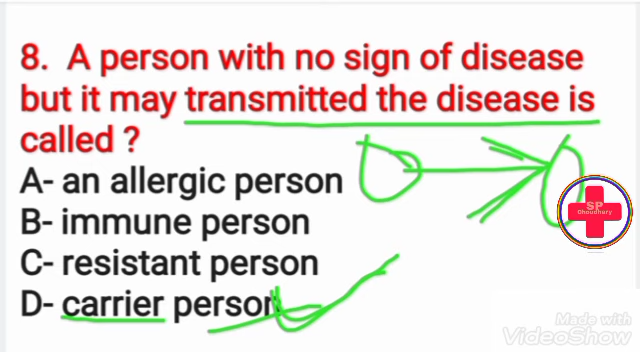 8. A person with no sign of disease
but it may transmitted the disease is
called ?
A- an allergic person
B- immune person
C- resistant person
D- carrier person
SP
Choudhury
Made with
VideoShow